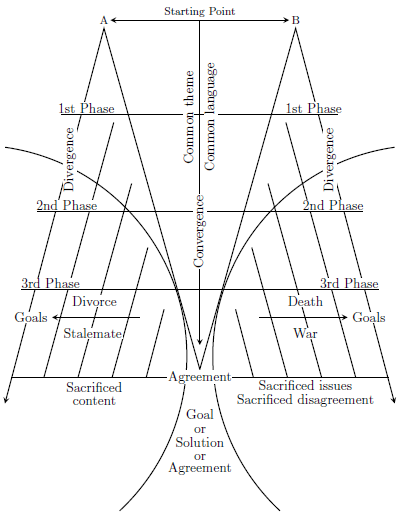 Starting Point
A
B
Common theme
Common language
1st Phase
1st Phase
Divergence
Divergence
2nd Phase
2nd Phase
Convergence
3rd Phase
3rd Phase
Divorce
Death
Goals
Goals
Stalemate
War
Agreement
Sacrificed
content
Sacrificed issues
Sacrificed disagreement
Goal
or
Solution
or
Agreement